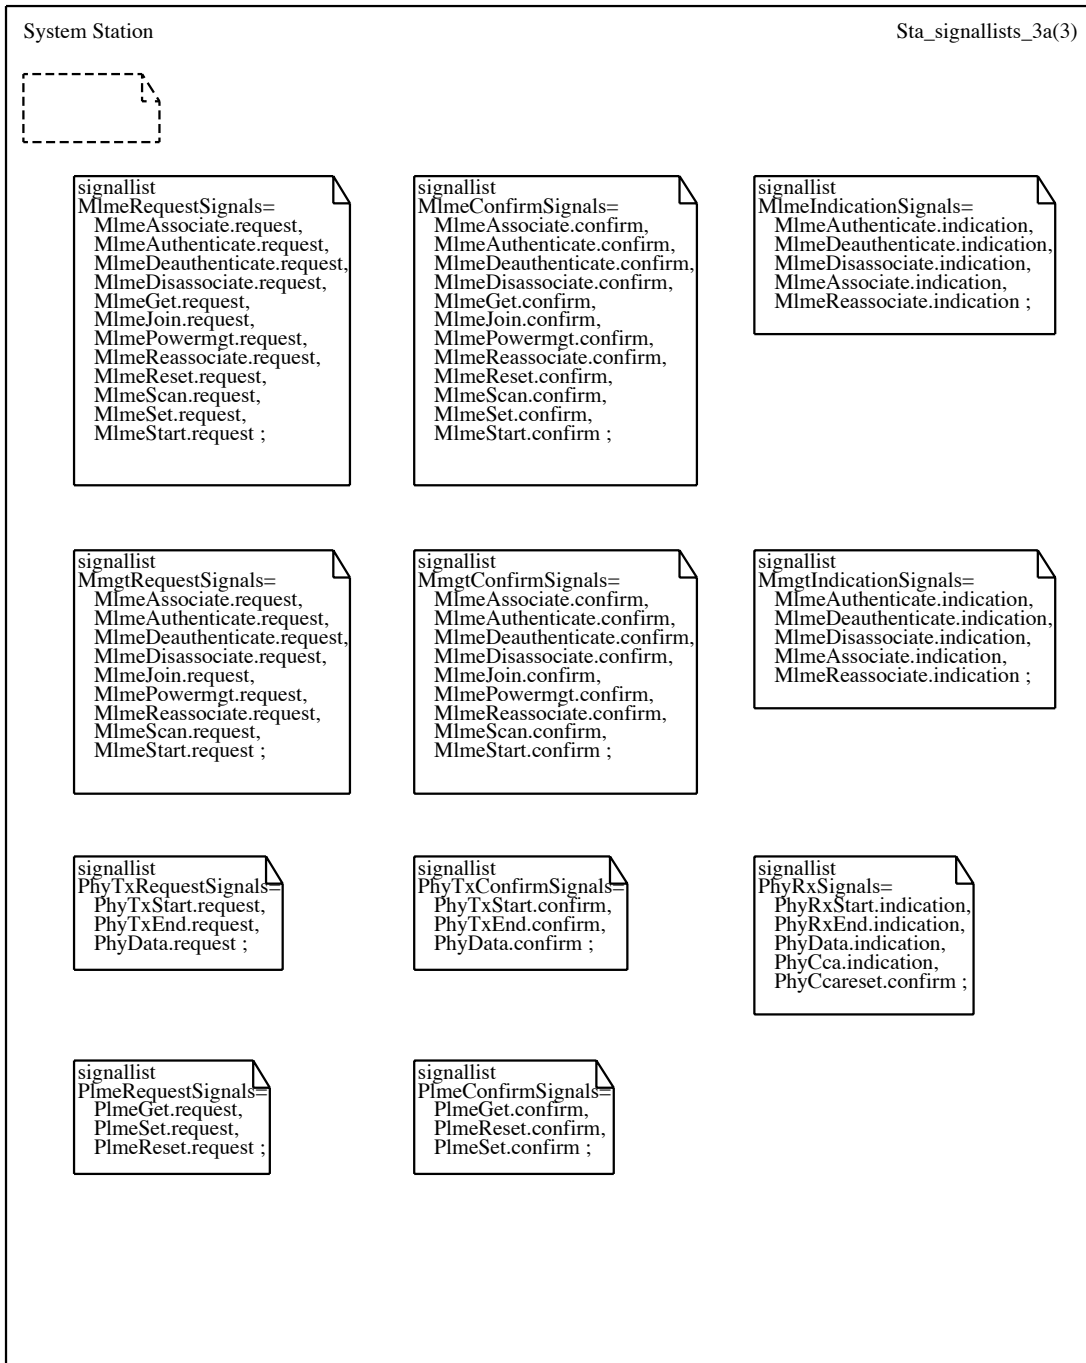 System Station
Sta_signallists_3a(3)
signallist
MlmeRequestSignals=
MlmeAssociate.request,
MlmeAuthenticate.request,
MlmeDeauthenticate.request,
MlmeDisassociate.request,
MlmeGet.request,
MlmeJoin.request,
MlmePowermgt.request,
MlmeReassociate.request,
MlmeReset.request,
MlmeScan.request,
MlmeSet.request,
MlmeStart.request ;
signallist
MlmeConfirmSignals=
MlmeAssociate.confirm,
MlmeAuthenticate.confirm,
MlmeDeauthenticate.confirm,
MlmeDisassociate.confirm,
MlmeGet.confirm,
MlmeJoin.confirm,
MlmePowermgt.confirm,
MlmeReassociate.confirm,
MlmeReset.confirm,
MlmeScan.confirm,
MlmeSet.confirm,
MlmeStart.confirm ;
signallist
MlmeIndicationSignals=
MlmeAuthenticate.indication,
MlmeDeauthenticate.indication,
MlmeDisassociate.indication,
MlmeAssociate.indication,
MlmeReassociate.indication ;
signallist
MmgtRequestSignals=
MlmeAssociate.request,
MlmeAuthenticate.request,
MlmeDeauthenticate.request,
MlmeDisassociate.request,
MlmeJoin.request,
MlmePowermgt.request,
MlmeReassociate.request,
MlmeScan.request,
MlmeStart.request ;
signallist
MmgtConfirmSignals=
MlmeAssociate.confirm,
MlmeAuthenticate.confirm,
MlmeDeauthenticate.confirm,
MlmeDisassociate.confirm,
MlmeJoin.confirm,
MlmePowermgt.confirm,
MlmeReassociate.confirm,
MlmeScan.confirm,
MlmeStart.confirm ;
signallist
MmgtIndicationSignals=
MlmeAuthenticate.indication,
MlmeDeauthenticate.indication,
MlmeDisassociate.indication,
MlmeAssociate.indication,
MlmeReassociate.indication ;
signallist
PhyTxRequestSignals=
PhyTxStart.request,
PhyTxEnd.request,
PhyData.request ;
signallist
PhyTxConfirmSignals=
PhyTxStart.confirm,
PhyTxEnd.confirm,
PhyData.confirm ;
signallist
PhyRxSignals=
PhyRxStart.indication,
PhyRxEnd.indication,
PhyData.indication,
PhyCca.indication,
PhyCcareset.confirm ;
signallist
PlmeRequestSignals=
PlmeGet.request,
PlmeSet.request,
PlmeReset.request ;
signallist
PlmeConfirmSignals=
PlmeGet.confirm,
PlmeReset.confirm,
PlmeSet.confirm ;